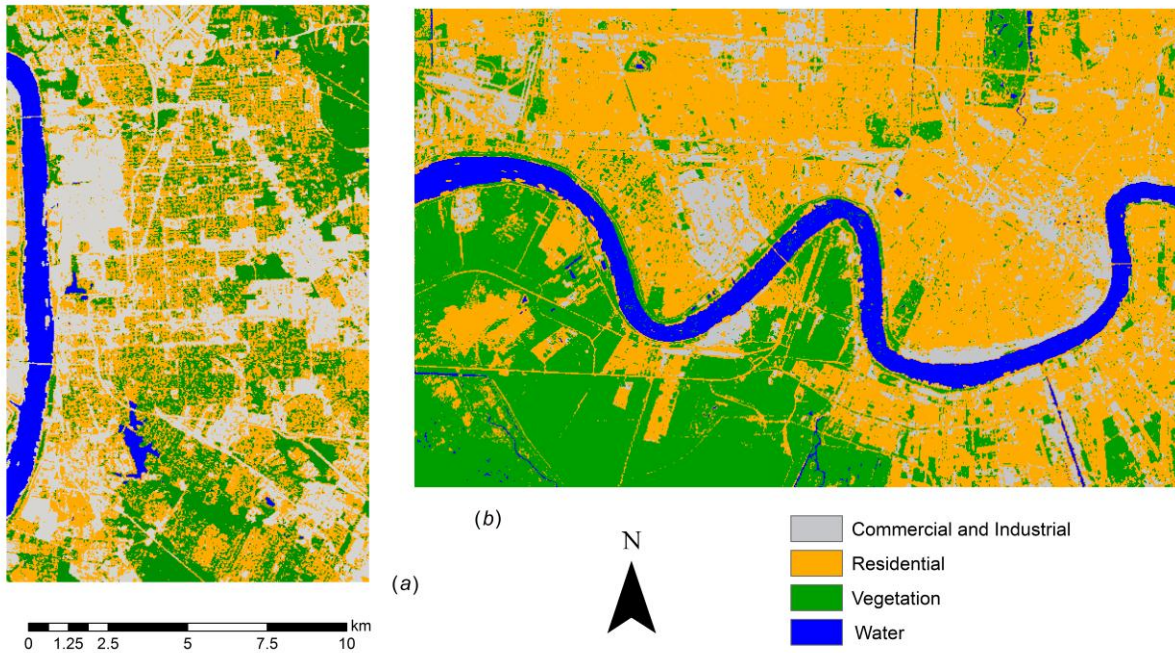 (b)
(a)
N
Commercial and Industrial
Residential
Vegetation
Water
km
0 1.25 2.5 5 7.5 10